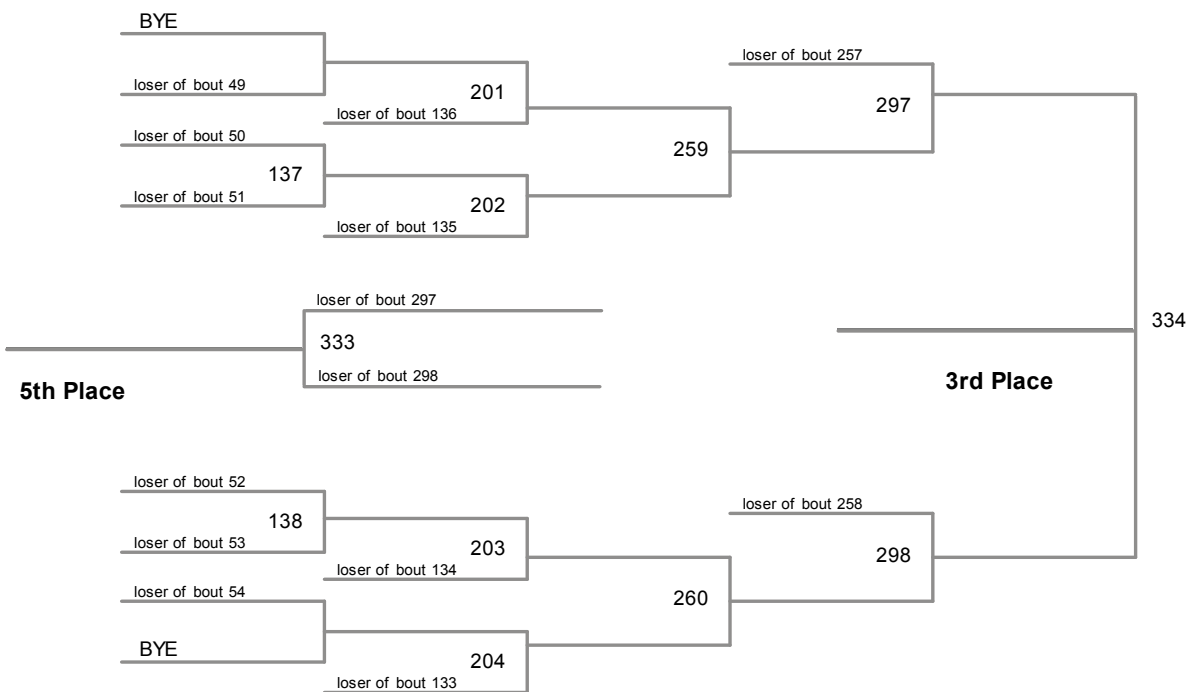 BYE
loser of bout 49
201
loser of bout 136
loser of bout 50
137
loser of bout 51
202
loser of bout 135
259
loser of bout 257
297
loser of bout 297
333
loser of bout 298
5th Place
334
3rd Place
loser of bout 52
138
loser of bout 53
203
loser of bout 134
loser of bout 54
BYE
204
loser of bout 133
260
loser of bout 258
298